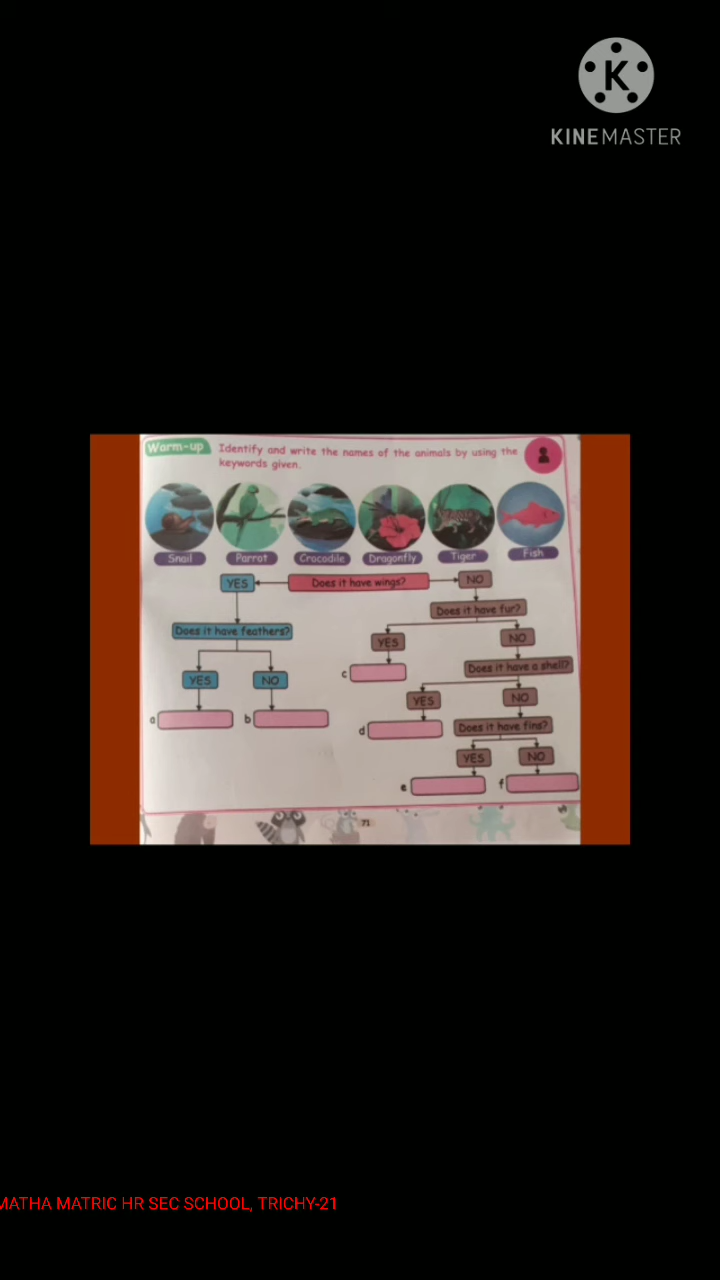 K
KINEMASTER
Warm-up
Identify and write the names of the animals by using the
keywords given.
Snail Parrot Crocodile Dragonfly Tiger Fish
YES Does it have wings? NO
Does it have fur?
Does it have feathers?
YES NO
c
Does it have a shell?
YES NO
YES NO
a b
d
Does it have fins?
YES NO
e f
71
MATHA MATRIC HR SEC SCHOOL, TRICHY-21